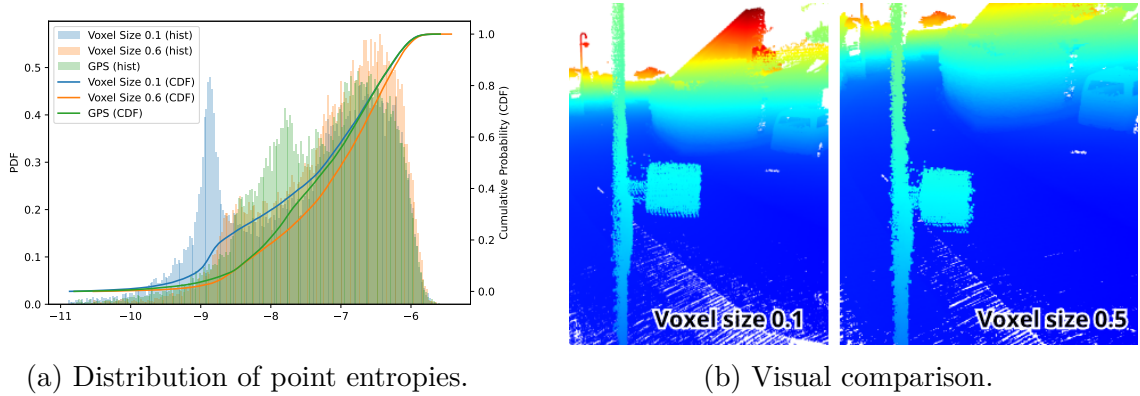 Voxel Size 0.1 (hist)
Voxel Size 0.6 (hist)
GPS (hist)
Voxel Size 0.1 (CDF)
Voxel Size 0.6 (CDF)
GPS (CDF)
PDF
0.5
0.4
0.3
0.2
0.1
0.0
−11
−10
−9
−8
−7
−6
1.0
0.8
0.6
0.4
0.2
0.0
Cumulative Probability (CDF)
(a) Distribution of point entropies.
Voxel size 0.1
Voxel size 0.5
(b) Visual comparison.